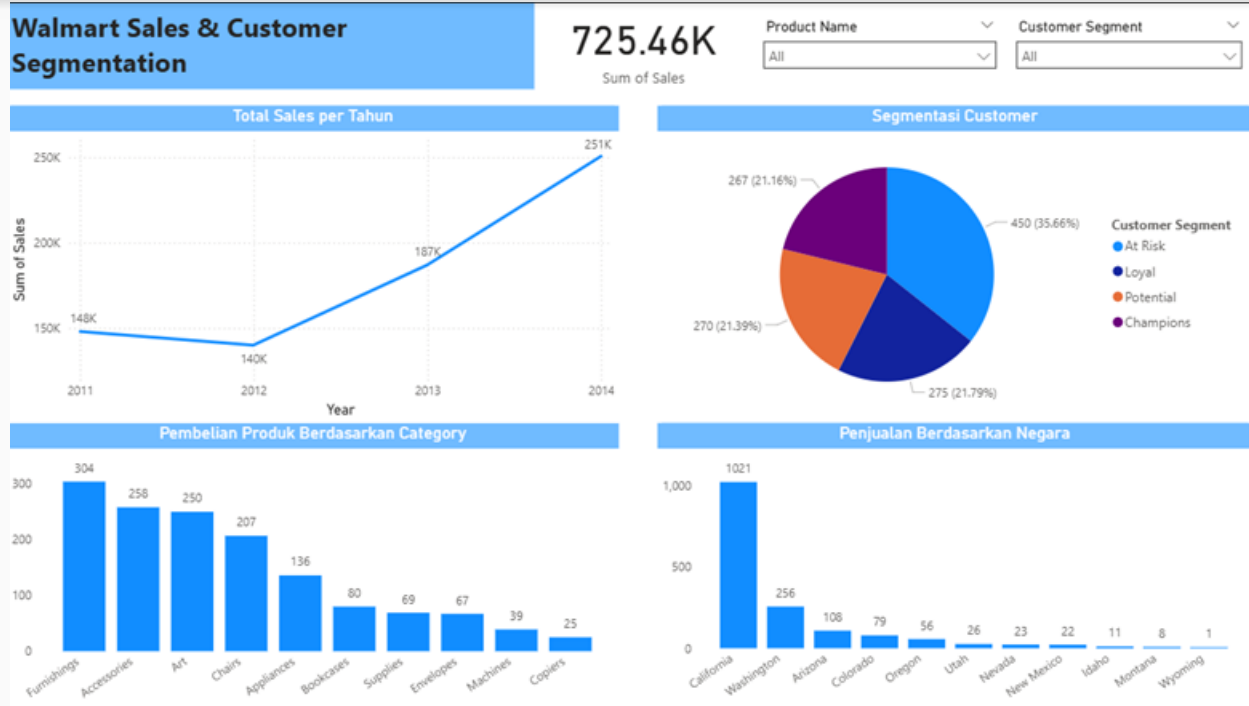 Walmart Sales & Customer
Segmentation
725.46K
Sum of Sales
Product Name
All
Customer Segment
All
Total Sales per Tahun
250K
200K
150K
Sum of Sales
148K
140K
187K
251K
2011
2012
2013
2014
Year
Segmentasi Customer
267 (21.16%)
450 (35.66%)
270 (21.39%)
275 (21.79%)
Customer Segment
At Risk
Loyal
Potential
Champions
Pembelian Produk Berdasarkan Category
300
200
100
0
304
258
250
207
136
80
69
67
39
25
Furnishings
Accessories
Art
Chairs
Appliances
Bookcases
Supplies
Envelopes
Machines
Copiers
Penjualan Berdasarkan Negara
1,000
500
0
1021
256
108
79
56
26
23
22
11
8
1
California
Washington
Arizona
Colorado
Oregon
Utah
Nevada
New Mexico
Idaho
Montana
Wyoming